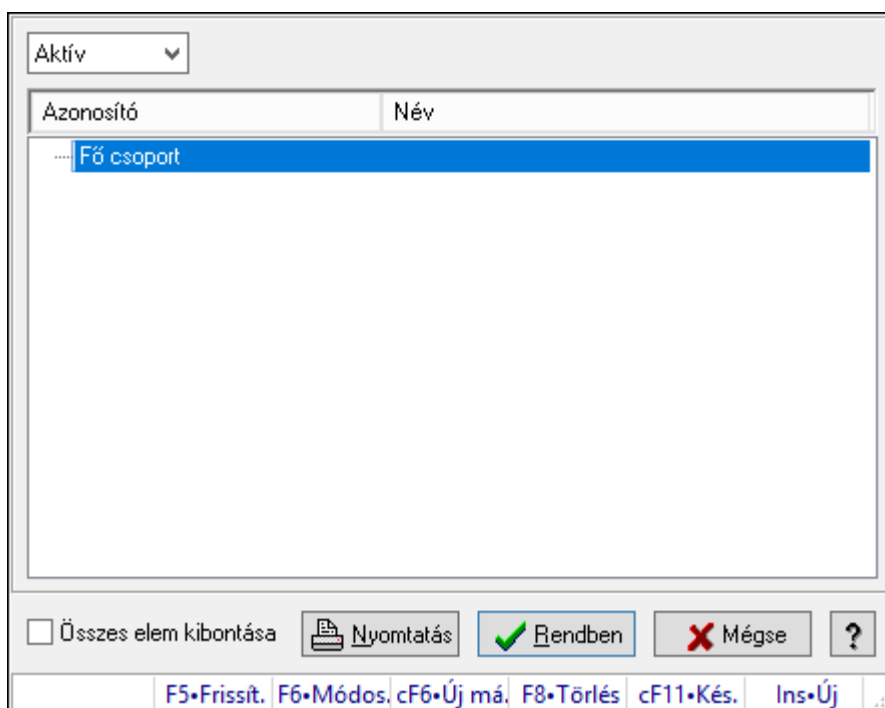 Aktív
Azonosító Név
Fő csoport
Összes elem kibontása Nyomtatás Rendben Mégse ?
F5•Frissít. F6•Módos. cF6•Új má. F8•Törlés cF11•Kés. Ins•Új